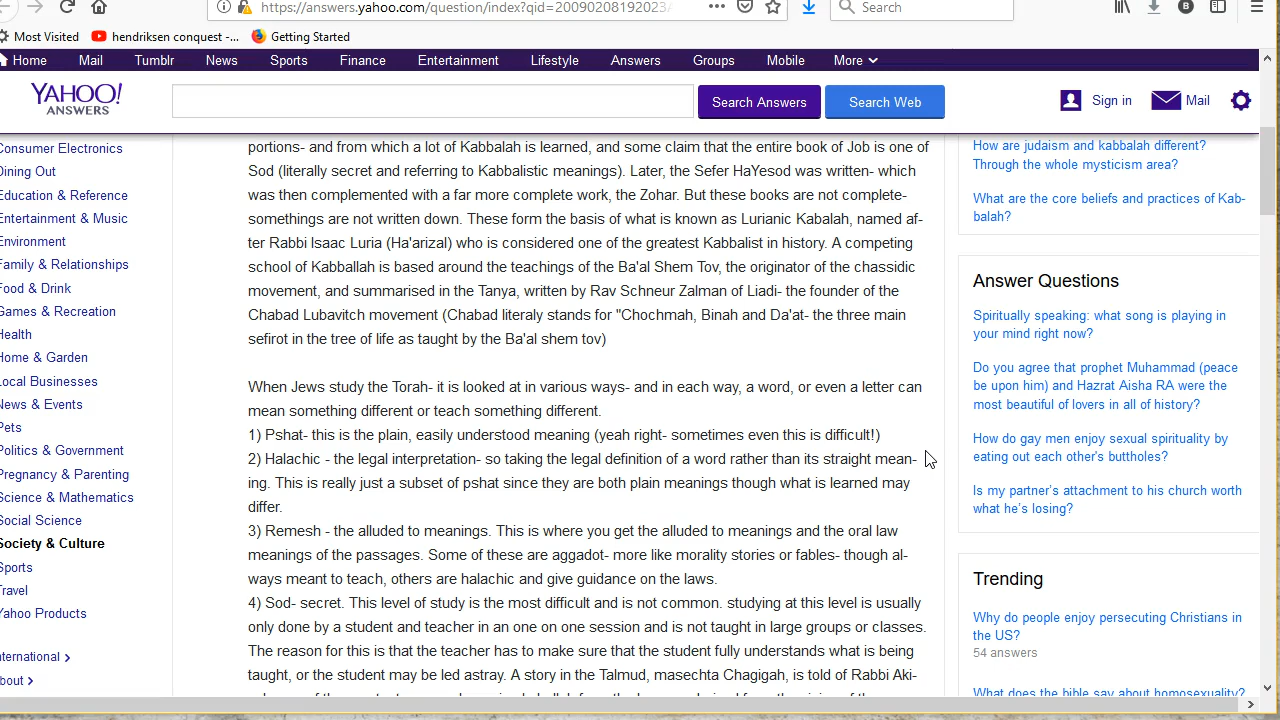 https://answers.yahoo.com/question/index?qid=20090208192023A
Search
Most Visited
hendriksen conquest -...
Getting Started
Home
Mail
Tumblr
News
Sports
Finance
Entertainment
Lifestyle
Answers
Groups
Mobile
More
YAHOO!
ANSWERS
Search Answers
Search Web
Sign in
Mail
Consumer Electronics
Dining Out
Education & Reference
Entertainment & Music
Environment
Family & Relationships
Food & Drink
Games & Recreation
Health
Home & Garden
Local Businesses
News & Events
Pets
Politics & Government
Pregnancy & Parenting
Science & Mathematics
Social Science
Society & Culture
Sports
Travel
Yahoo Products
nternational
bout
portions- and from which a lot of Kabbalah is learned, and some claim that the entire book of Job is one of
Sod (literally secret and referring to Kabbalistic meanings). Later, the Sefer HaYesod was written- which
was then complemented with a far more complete work, the Zohar. But these books are not complete-
somethings are not written down. These form the basis of what is known as Lurianic Kabalah, named af-
ter Rabbi Isaac Luria (Ha'arizal) who is considered one of the greatest Kabbalist in history. A competing
school of Kabballah is based around the teachings of the Ba'al Shem Tov, the originator of the chassidic
movement, and summarised in the Tanya, written by Rav Schneur Zalman of Liadi- the founder of the
Chabad Lubavitch movement (Chabad literaly stands for "Chochmah, Binah and Da'at- the three main
sefirot in the tree of life as taught by the Ba'al shem tov)
When Jews study the Torah- it is looked at in various ways- and in each way, a word, or even a letter can
mean something different or teach something different.
1) Pshat- this is the plain, easily understood meaning (yeah right- sometimes even this is difficult!)
2) Halachic - the legal interpretation- so taking the legal definition of a word rather than its straight mean-
ing. This is really just a subset of pshat since they are both plain meanings though what is learned may
differ.
3) Remesh - the alluded to meanings. This is where you get the alluded to meanings and the oral law
meanings of the passages. Some of these are aggadot- more like morality stories or fables- though al-
ways meant to teach, others are halachic and give guidance on the laws.
4) Sod- secret. This level of study is the most difficult and is not common. studying at this level is usually
only done by a student and teacher in an one on one session and is not taught in large groups or classes.
The reason for this is that the teacher has to make sure that the student fully understands what is being
taught, or the student may be led astray. A story in the Talmud, masechta Chagigah, is told of Rabbi Aki-
How are judaism and kabbalah different?
Through the whole mysticism area?
What are the core beliefs and practices of Kab-
balah?
Answer Questions
Spiritually speaking: what song is playing in
your mind right now?
Do you agree that prophet Muhammad (peace
be upon him) and Hazrat Aisha RA were the
most beautiful of lovers in all of history?
How do gay men enjoy sexual spirituality by
eating out each other's buttholes?
Is my partner's attachment to his church worth
what he's losing?
Trending
Why do people enjoy persecuting Christians in
the US?
54 answers
What does the bible say about homosexuality?